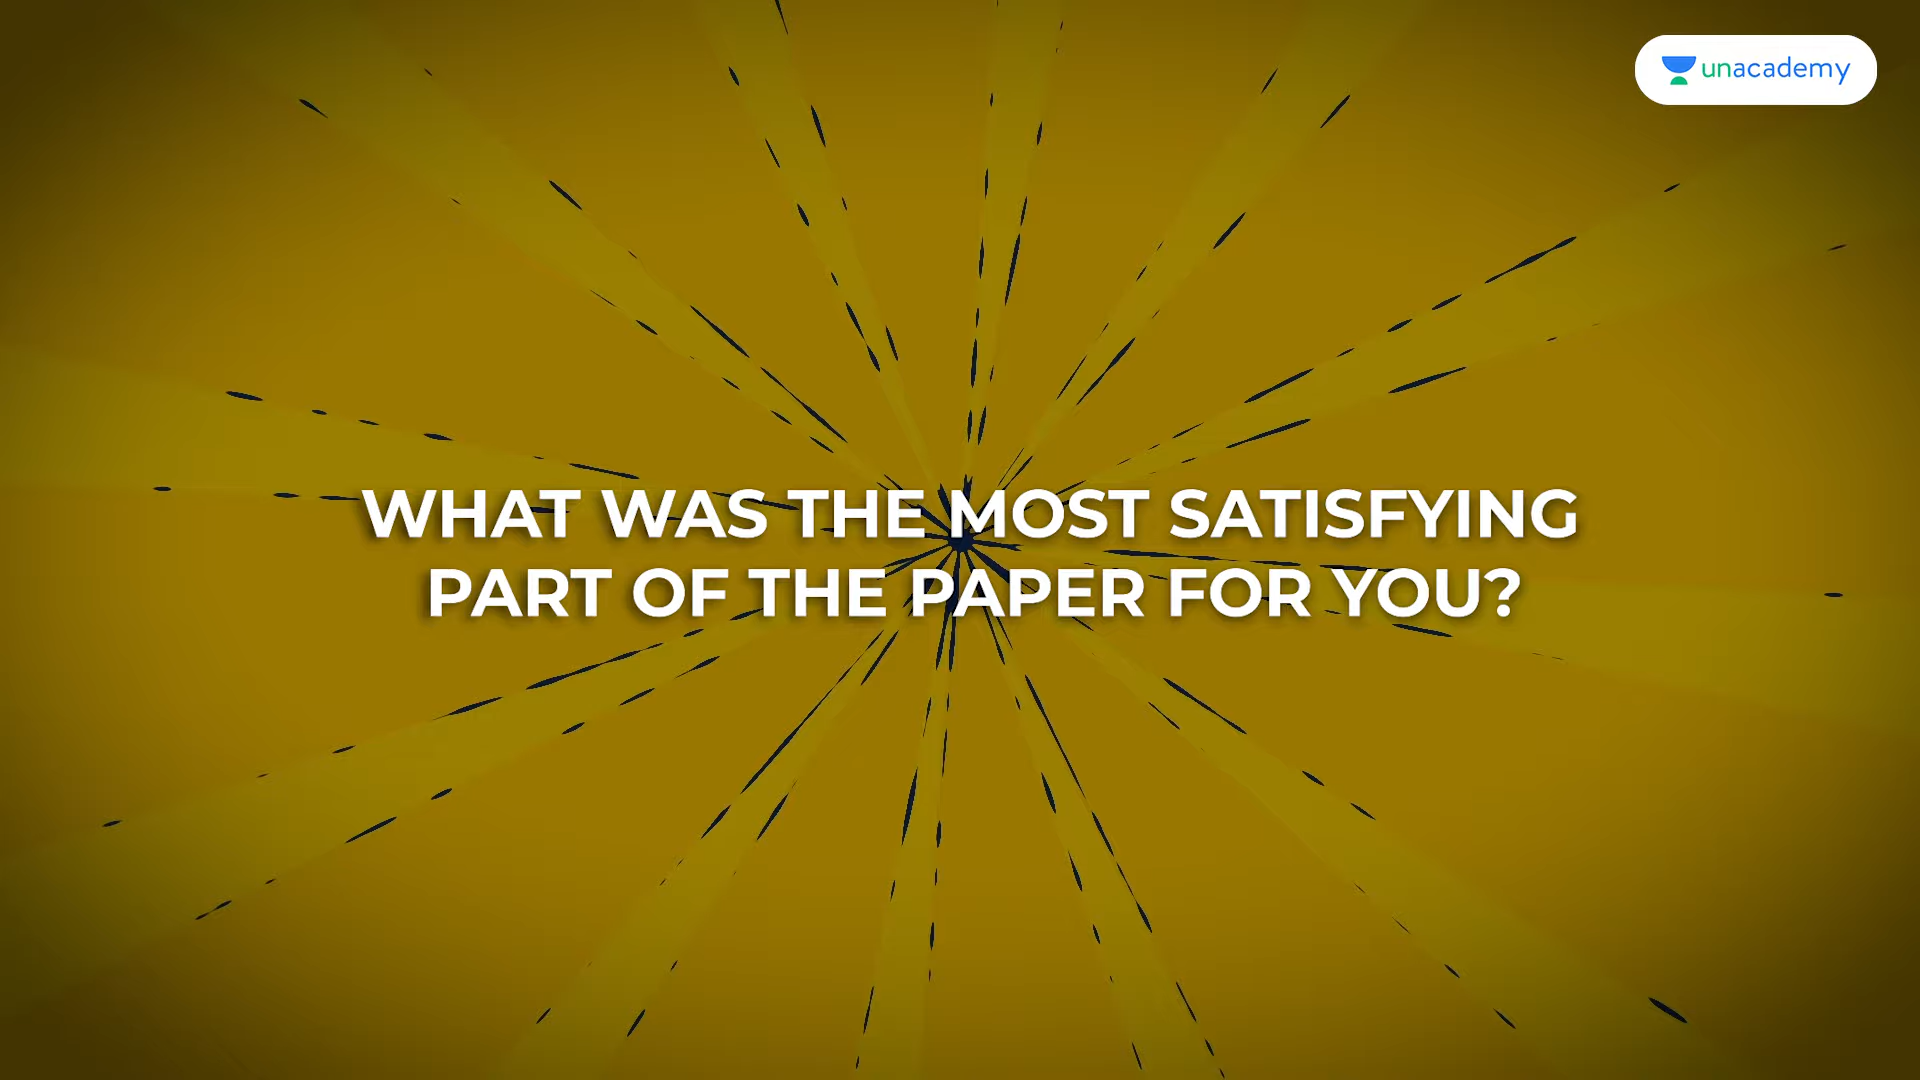 unacademy
WHAT WAS THE MOST SATISFYING
PART OF THE PAPER FOR YOU?